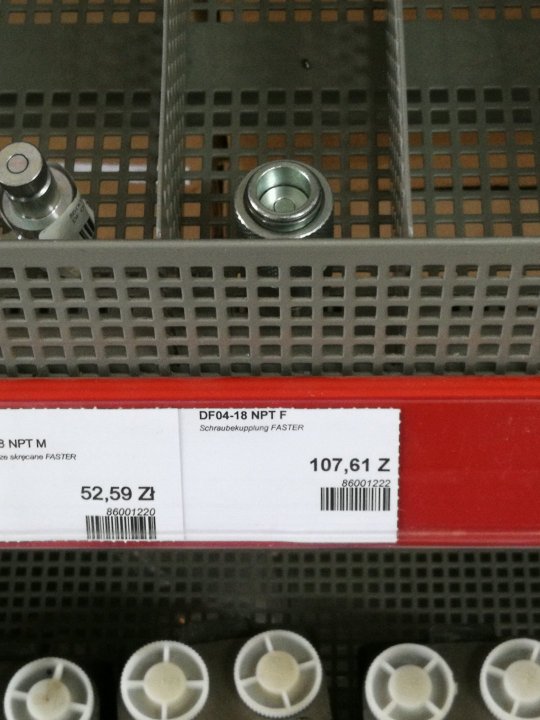 8 NPT M
ze skręcane FASTER
52,59 Zł
86001220
DF04-18 NPT F
Schraubekupplung FASTER
107,61 Z
86001222